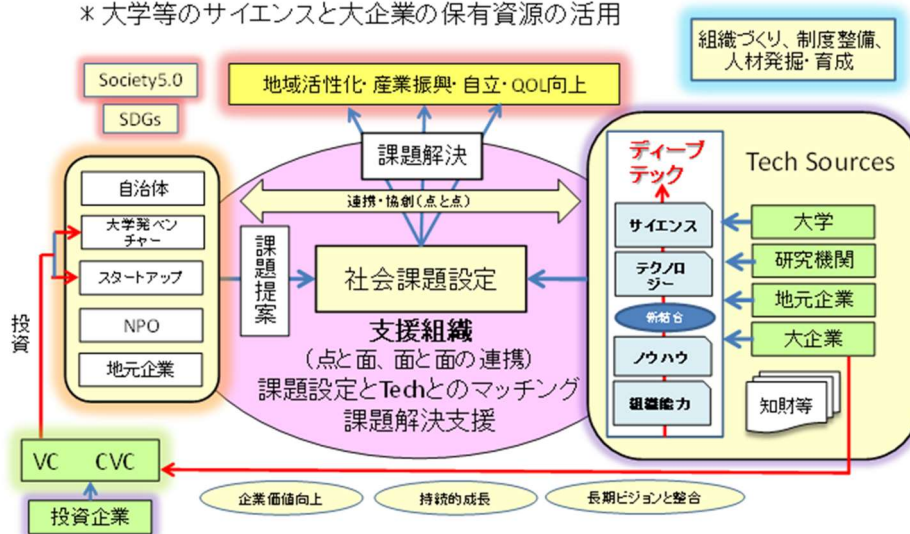 ＊大学等のサイエンスと大企業の保有資源の活用
組織づくり、制度整備、
人材発掘・育成
Society5.0
SDGs
地域活性化・産業振興・自立・QOL向上
課題解決
連携・協創(点と点)
自治体
大学発ベン
チャー
スタートアップ
NPO
地元企業
課題提案
社会課題設定
支援組織
(点と面、面と面の連携)
課題設定とTechとのマッチング
課題解決支援
ディープ
テック
サイエンス
テクノロ
ジー
新結合
ノウハウ
組織能力
Tech Sources
大学
研究機関
地元企業
大企業
知財等
投資
VC CVC
投資企業
企業価値向上
持続的成長
長期ビジョンと整合